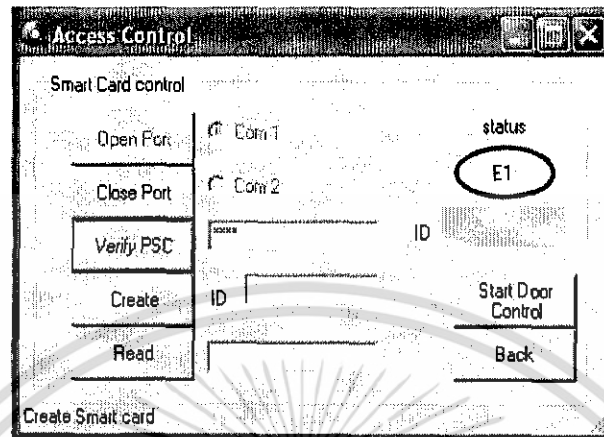 Access Control
Smart Card control
Open Port
Com 1
status
E1
Close Port
Com 2
Verify PSC
xxxx
ID
Create
ID
Start Door
Control
Read
Back
Create Smart card